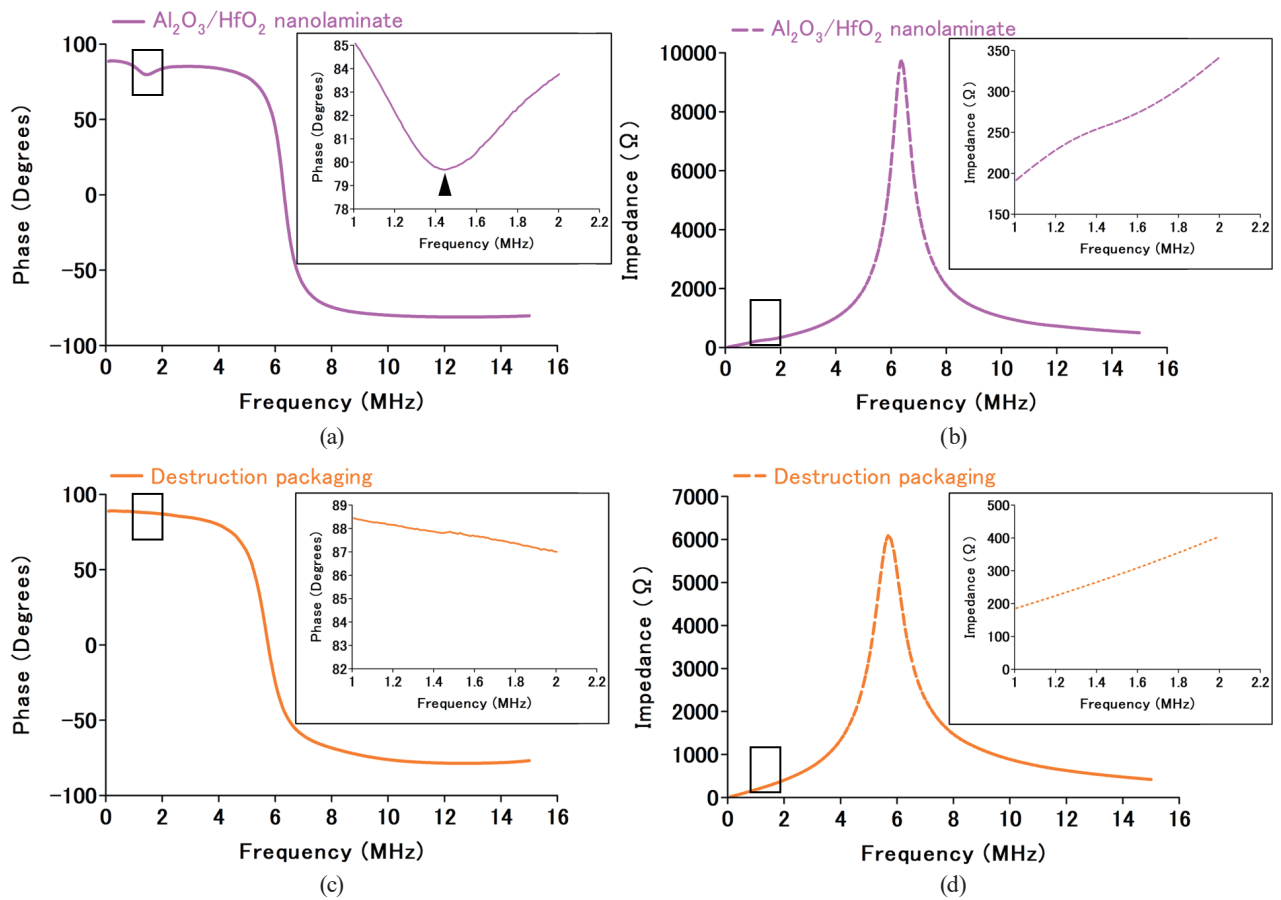 Al₂O₃/HfO₂ nanolaminate
100
50
0
−50
−100
Phase (Degrees)
0 2 4 6 8 10 12 14 16
Frequency (MHz)
85
84
83
82
81
80
79
78
Phase (Degrees)
1 1.2 1.4 1.6 1.8 2 2.2
Frequency (MHz)
(a)
Al₂O₃/HfO₂ nanolaminate
10000
8000
6000
4000
2000
0
Impedance (Ω)
0 2 4 6 8 10 12 14 16
Frequency (MHz)
350
300
250
200
150
Impedance (Ω)
1 1.2 1.4 1.6 1.8 2 2.2
Frequency (MHz)
(b)
Destruction packaging
100
50
0
−50
−100
Phase (Degrees)
0 2 4 6 8 10 12 14 16
Frequency (MHz)
89
88
87
86
85
84
83
82
Phase (Degrees)
1 1.2 1.4 1.6 1.8 2 2.2
Frequency (MHz)
(c)
Destruction packaging
7000
6000
5000
4000
3000
2000
1000
0
Impedance (Ω)
0 2 4 6 8 10 12 14 16
Frequency (MHz)
500
400
300
200
100
0
Impedance (Ω)
1 1.2 1.4 1.6 1.8 2 2.2
Frequency (MHz)
(d)